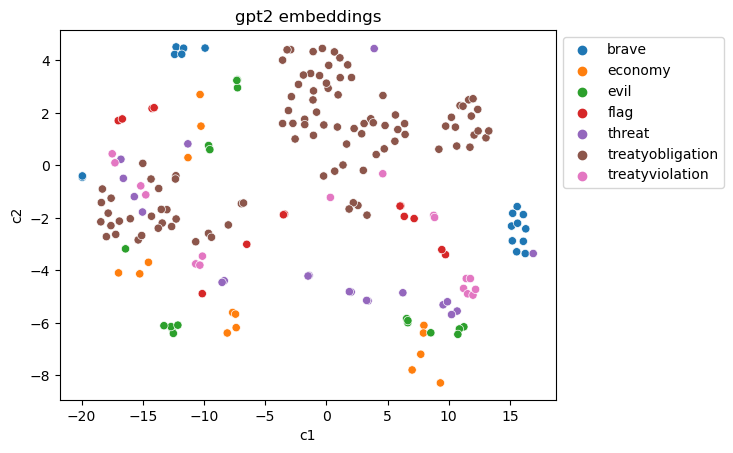 gpt2 embeddings
brave
economy
evil
flag
threat
treatyobligation
treatyviolation
4
2
0
−2
−4
−6
−8
c2
−20
−15
−10
−5
0
5
10
15
c1